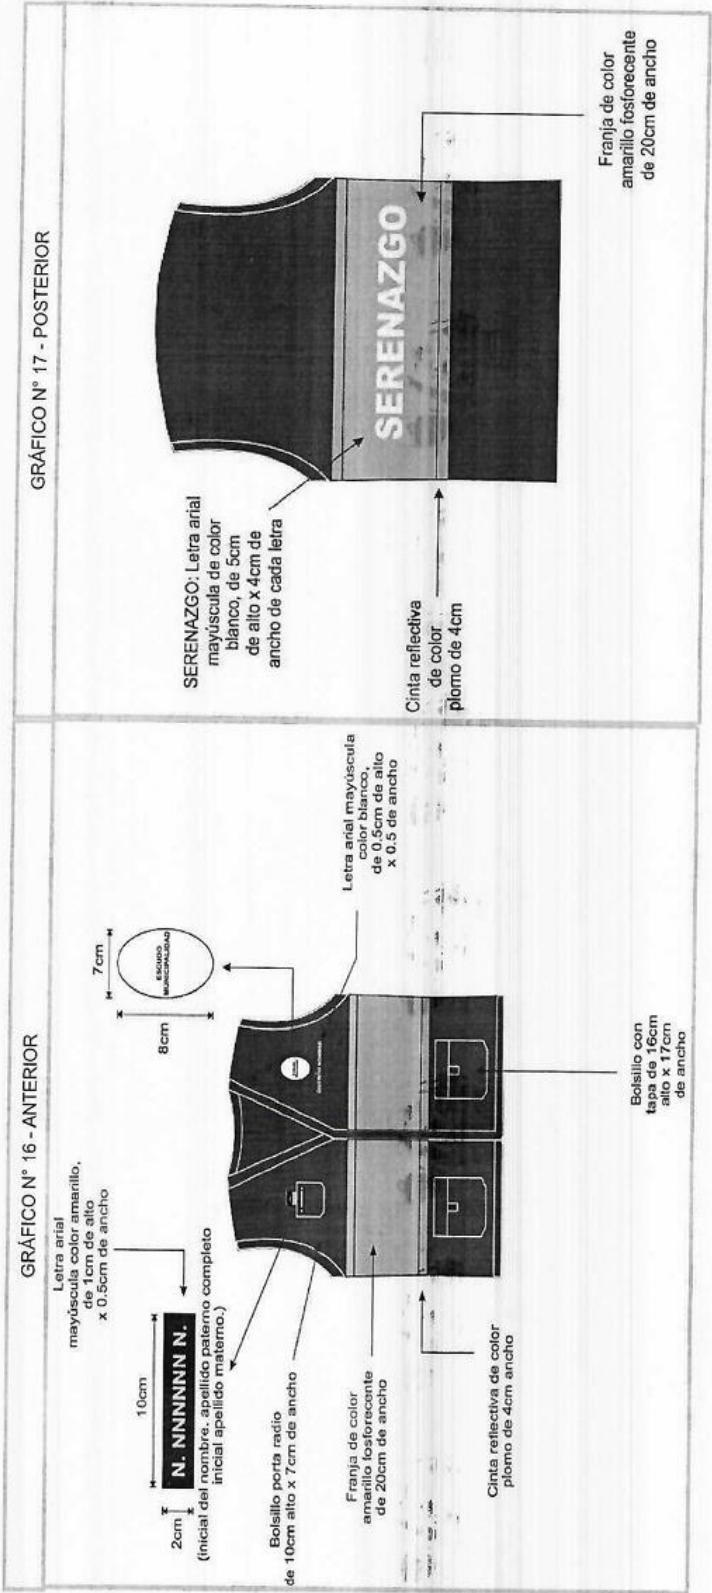 GRÁFICO N° 16 - ANTERIOR
Letra arial
mayúscula color amarillo,
de 1cm de alto
x 0.5cm de ancho
10cm
2cm
N. NNNNNN N.
(inicial del nombre. apellido paterno completo
inicial apellido materno.)
7cm
8cm
ESCUDO
MUNICIPALIDAD
Bolsillo porta radio
de 10cm alto x 7cm de ancho
Letra arial mayúscula
color blanco,
de 0.5cm de alto
x 0.5 de ancho
Franja de color
amarillo fosforecente
de 20cm de ancho
Cinta reflectiva de color
plomo de 4cm ancho
Bolsillo con
tapa de 16cm
alto x 17cm
de ancho
GRÁFICO N° 17 - POSTERIOR
SERENAZGO: Letra arial
mayúscula de color
blanco, de 5cm
de alto x 4cm de
ancho de cada letra
SERENAZGO
Cinta reflectiva
de color
plomo de 4cm
Franja de color
amarillo fosforecente
de 20cm de ancho